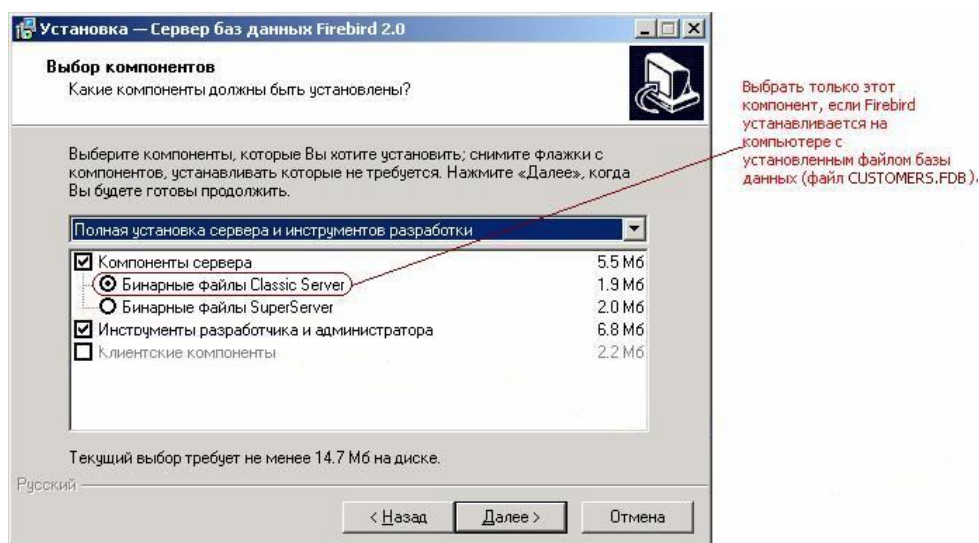 Установка — Сервер баз данных Firebird 2.0
Выбор компонентов
Какие компоненты должны быть установлены?
Выберите компоненты, которые Вы хотите установить; снимите флажки с
компонентов, устанавливать которые не требуется. Нажмите «Далее», когда
Вы будете готовы продолжить.
Полная установка сервера и инструментов разработки
Компоненты сервера 5.5 Мб
Бинарные файлы Classic Server 1.9 Мб
Бинарные файлы SuperServer 2.0 Мб
Инструменты разработчика и администратора 6.8 Мб
Клиентские компоненты 2.2 Мб
Текущий выбор требует не менее 14.7 Мб на диске.
Русский
< Назад
Далее >
Отмена
Выбрать только этот
компонент, если Firebird
устанавливается на
компьютере с
установленным файлом базы
данных (файл CUSTOMERS.FDB).